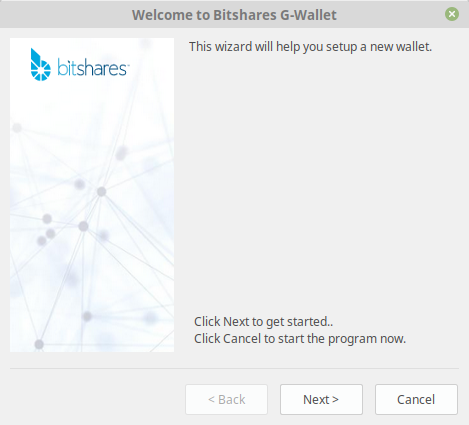 Welcome to Bitshares G-Wallet
bitshares
This wizard will help you setup a new wallet.
Click Next to get started..
Click Cancel to start the program now.
< Back
Next >
Cancel